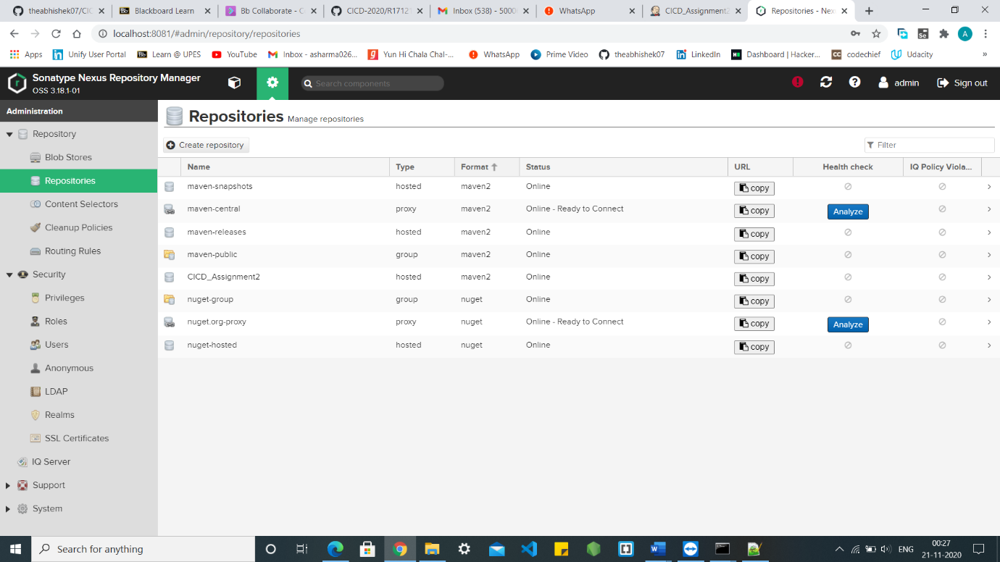 theabhishek07/CIC
Blackboard Learn
Bb Collaborate - C
CICD-2020/R17121
Inbox (538) - 5000
WhatsApp
CICD_Assignment2
Repositories - Nex
localhost:8081/#admin/repository/repositories
A
Apps
Unify User Portal
Learn @ UPES
YouTube
Inbox - asharma026...
Yun Hi Chala Chal-...
WhatsApp
Prime Video
theabhishek07
LinkedIn
Dashboard | Hacker...
codechief
Udacity
»
Sonatype Nexus Repository Manager
OSS 3.18.1-01
Search components
admin
Sign out
Administration
Repository
Blob Stores
Repositories
Content Selectors
Cleanup Policies
Routing Rules
Security
Privileges
Roles
Users
Anonymous
LDAP
Realms
SSL Certificates
IQ Server
Support
System
Repositories Manage repositories
Create repository
Filter
Name Type Format Status URL Health check IQ Policy Viola...
maven-snapshots hosted maven2 Online copy
maven-central proxy maven2 Online - Ready to Connect copy Analyze
maven-releases hosted maven2 Online copy
maven-public group maven2 Online copy
CICD_Assignment2 hosted maven2 Online copy
nuget-group group nuget Online copy
nuget.org-proxy proxy nuget Online - Ready to Connect copy Analyze
nuget-hosted hosted nuget Online copy
Search for anything
ENG
00:27
21-11-2020